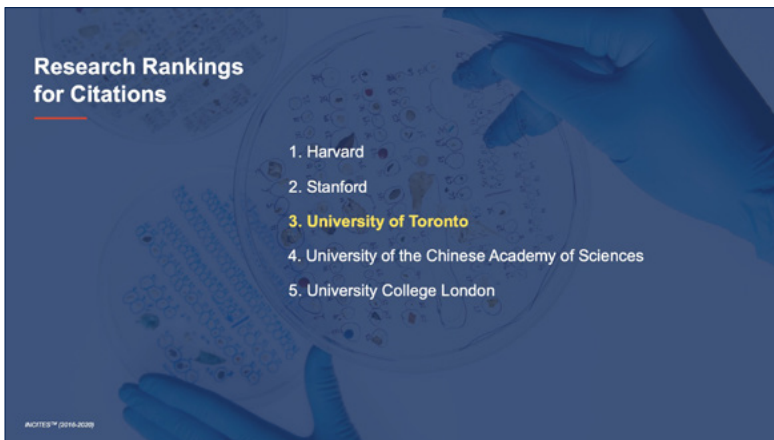 Research Rankings
for Citations
1. Harvard
2. Stanford
3. University of Toronto
4. University of the Chinese Academy of Sciences
5. University College London
INCITES™ (2016-2020)